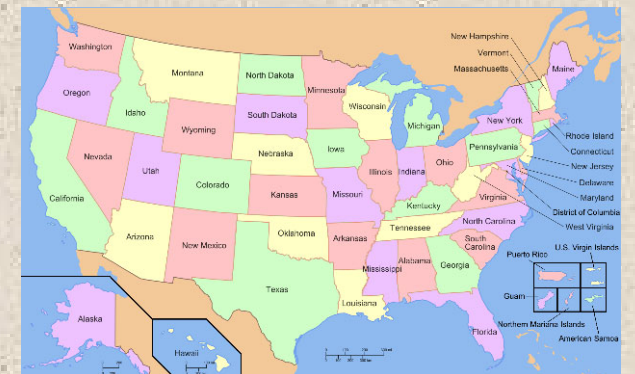 New Hampshire
Vermont
Massachusetts
Washington
Montana
North Dakota
Minnesota
Maine
Oregon
Idaho
Wyoming
South Dakota
Wisconsin
Michigan
New York
Rhode Island
Connecticut
New Jersey
Delaware
Maryland
District of Columbia
West Virginia
Nevada
Utah
Colorado
Nebraska
Iowa
Illinois
Indiana
Ohio
Pennsylvania
California
Kansas
Missouri
Kentucky
Virginia
Arizona
New Mexico
Oklahoma
Arkansas
Tennessee
North Carolina
South
Carolina
Texas
Louisiana
Mississippi
Alabama
Georgia
Florida
Alaska
Hawaii
U.S. Virgin Islands
Puerto Rico
Guam
Northern Mariana Islands
American Samoa